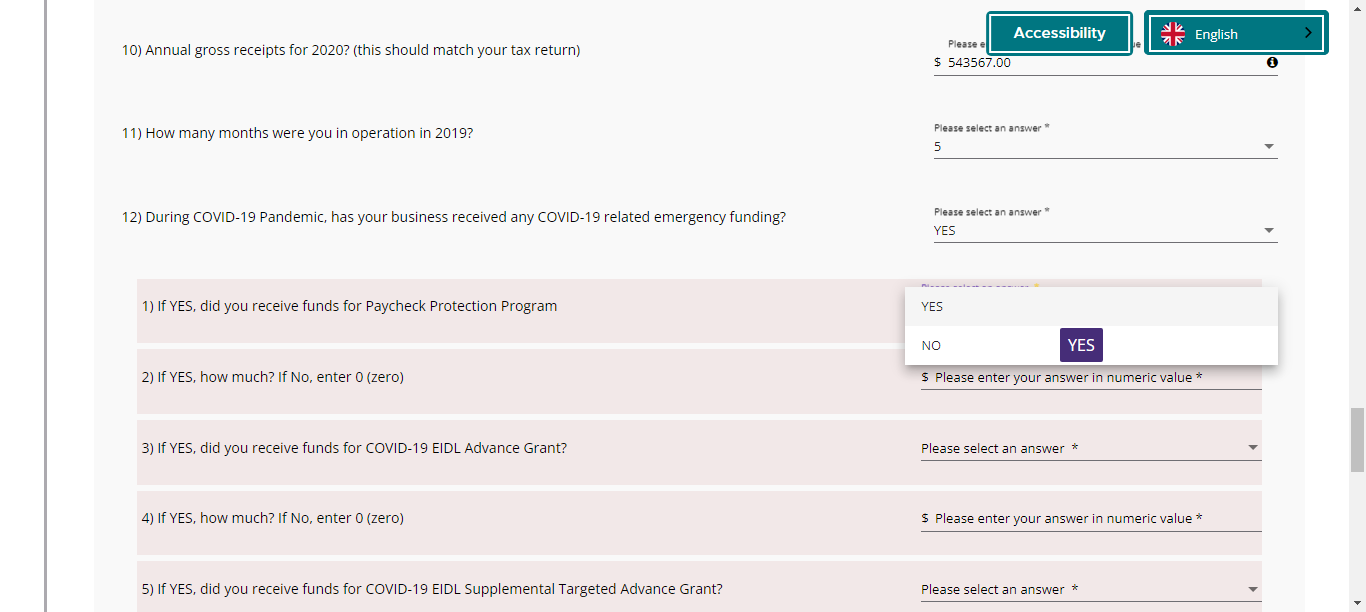 Accessibility
English
10) Annual gross receipts for 2020? (this should match your tax return)
Please
$ 543567.00
11) How many months were you in operation in 2019?
Please select an answer *
5
12) During COVID-19 Pandemic, has your business received any COVID-19 related emergency funding?
Please select an answer *
YES
1) If YES, did you receive funds for Paycheck Protection Program
Please select an answer *
YES
NO
YES
2) If YES, how much? If No, enter 0 (zero)
$ Please enter your answer in numeric value *
3) If YES, did you receive funds for COVID-19 EIDL Advance Grant?
Please select an answer *
4) If YES, how much? If No, enter 0 (zero)
$ Please enter your answer in numeric value *
5) If YES, did you receive funds for COVID-19 EIDL Supplemental Targeted Advance Grant?
Please select an answer *